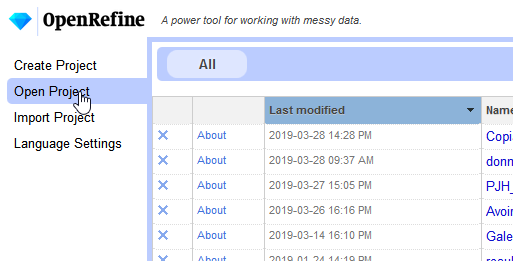 OpenRefine A power tool for working with messy data.
Create Project
Open Project
Import Project
Language Settings
All
Last modified Name
About 2019-03-28 14:28 PM Copi
About 2019-03-28 09:37 AM donn
About 2019-03-27 15:05 PM PJH_
About 2019-03-26 16:16 PM Avoir
About 2019-03-14 16:10 PM Gale
About 2019-01-24 14:19 PM